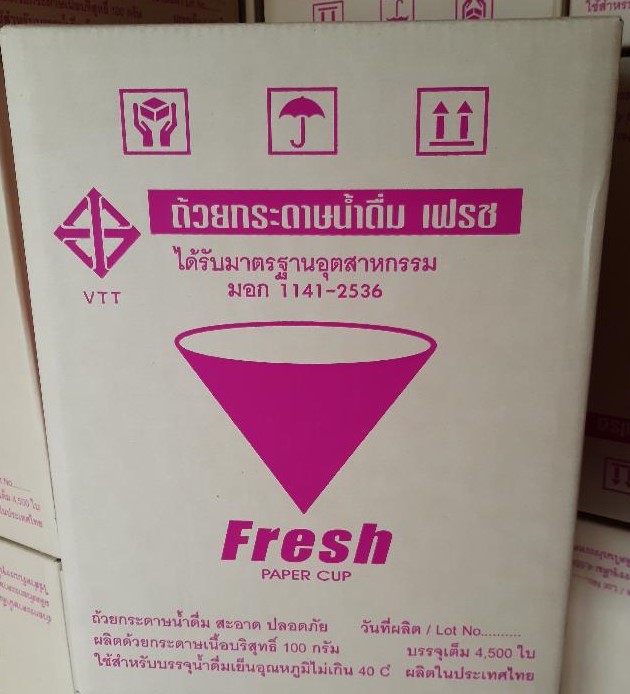 ถ้วยกระดาษน้ำดื่ม เฟรช
ได้รับมาตรฐานอุตสาหกรรม
มอก 1141-2536
VTT
Fresh
PAPER CUP
ถ้วยกระดาษน้ำดื่ม สะอาด ปลอดภัย วันที่ผลิต / Lot No..........
ผลิตด้วยกระดาษเนื้อบริสุทธิ์ 100 กรัม บรรจุเต็ม 4,500 ใบ
ใช้สำหรับบรรจุน้ำดื่มเย็นอุณหภูมิไม่เกิน 40 C° ผลิตในประเทศไทย